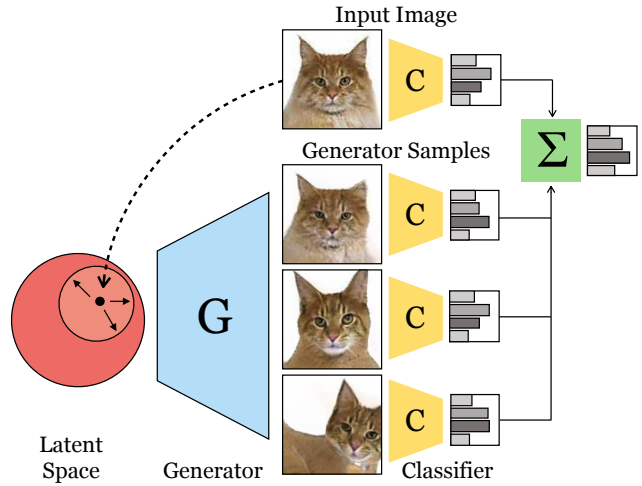 Input Image
C
Σ
Generator Samples
C
G
C
C
Latent
Space
Generator
Classifier